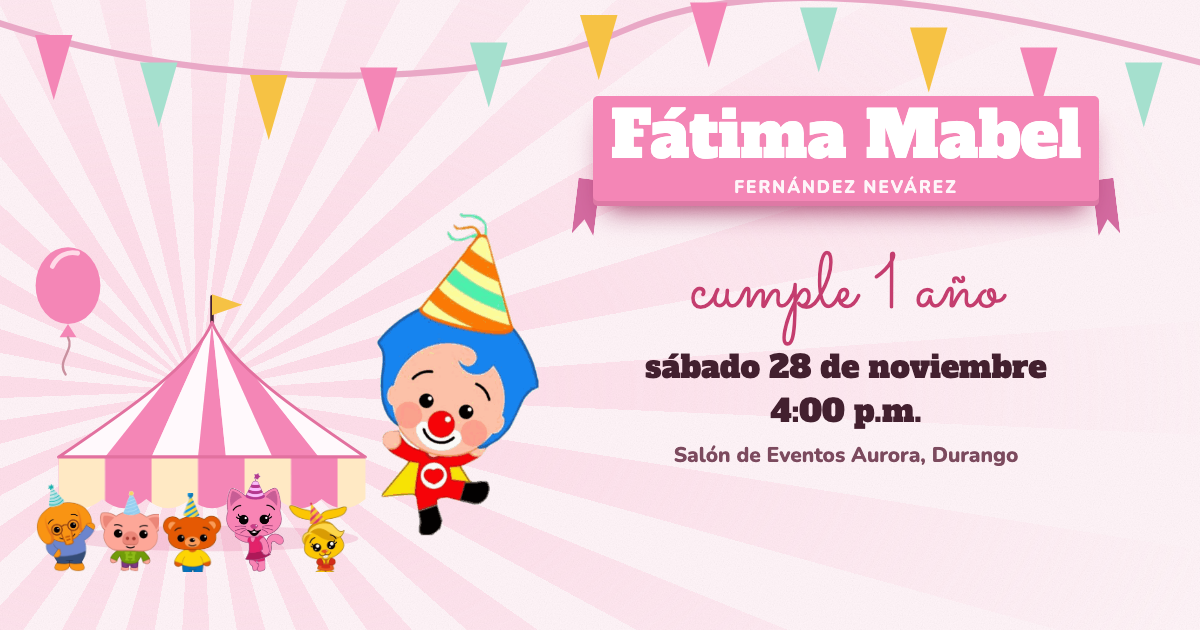 Fátima Mabel
FERNÁNDEZ NEVÁREZ
cumple 1 año
sábado 28 de noviembre
4:00 p.m.
Salón de Eventos Aurora, Durango